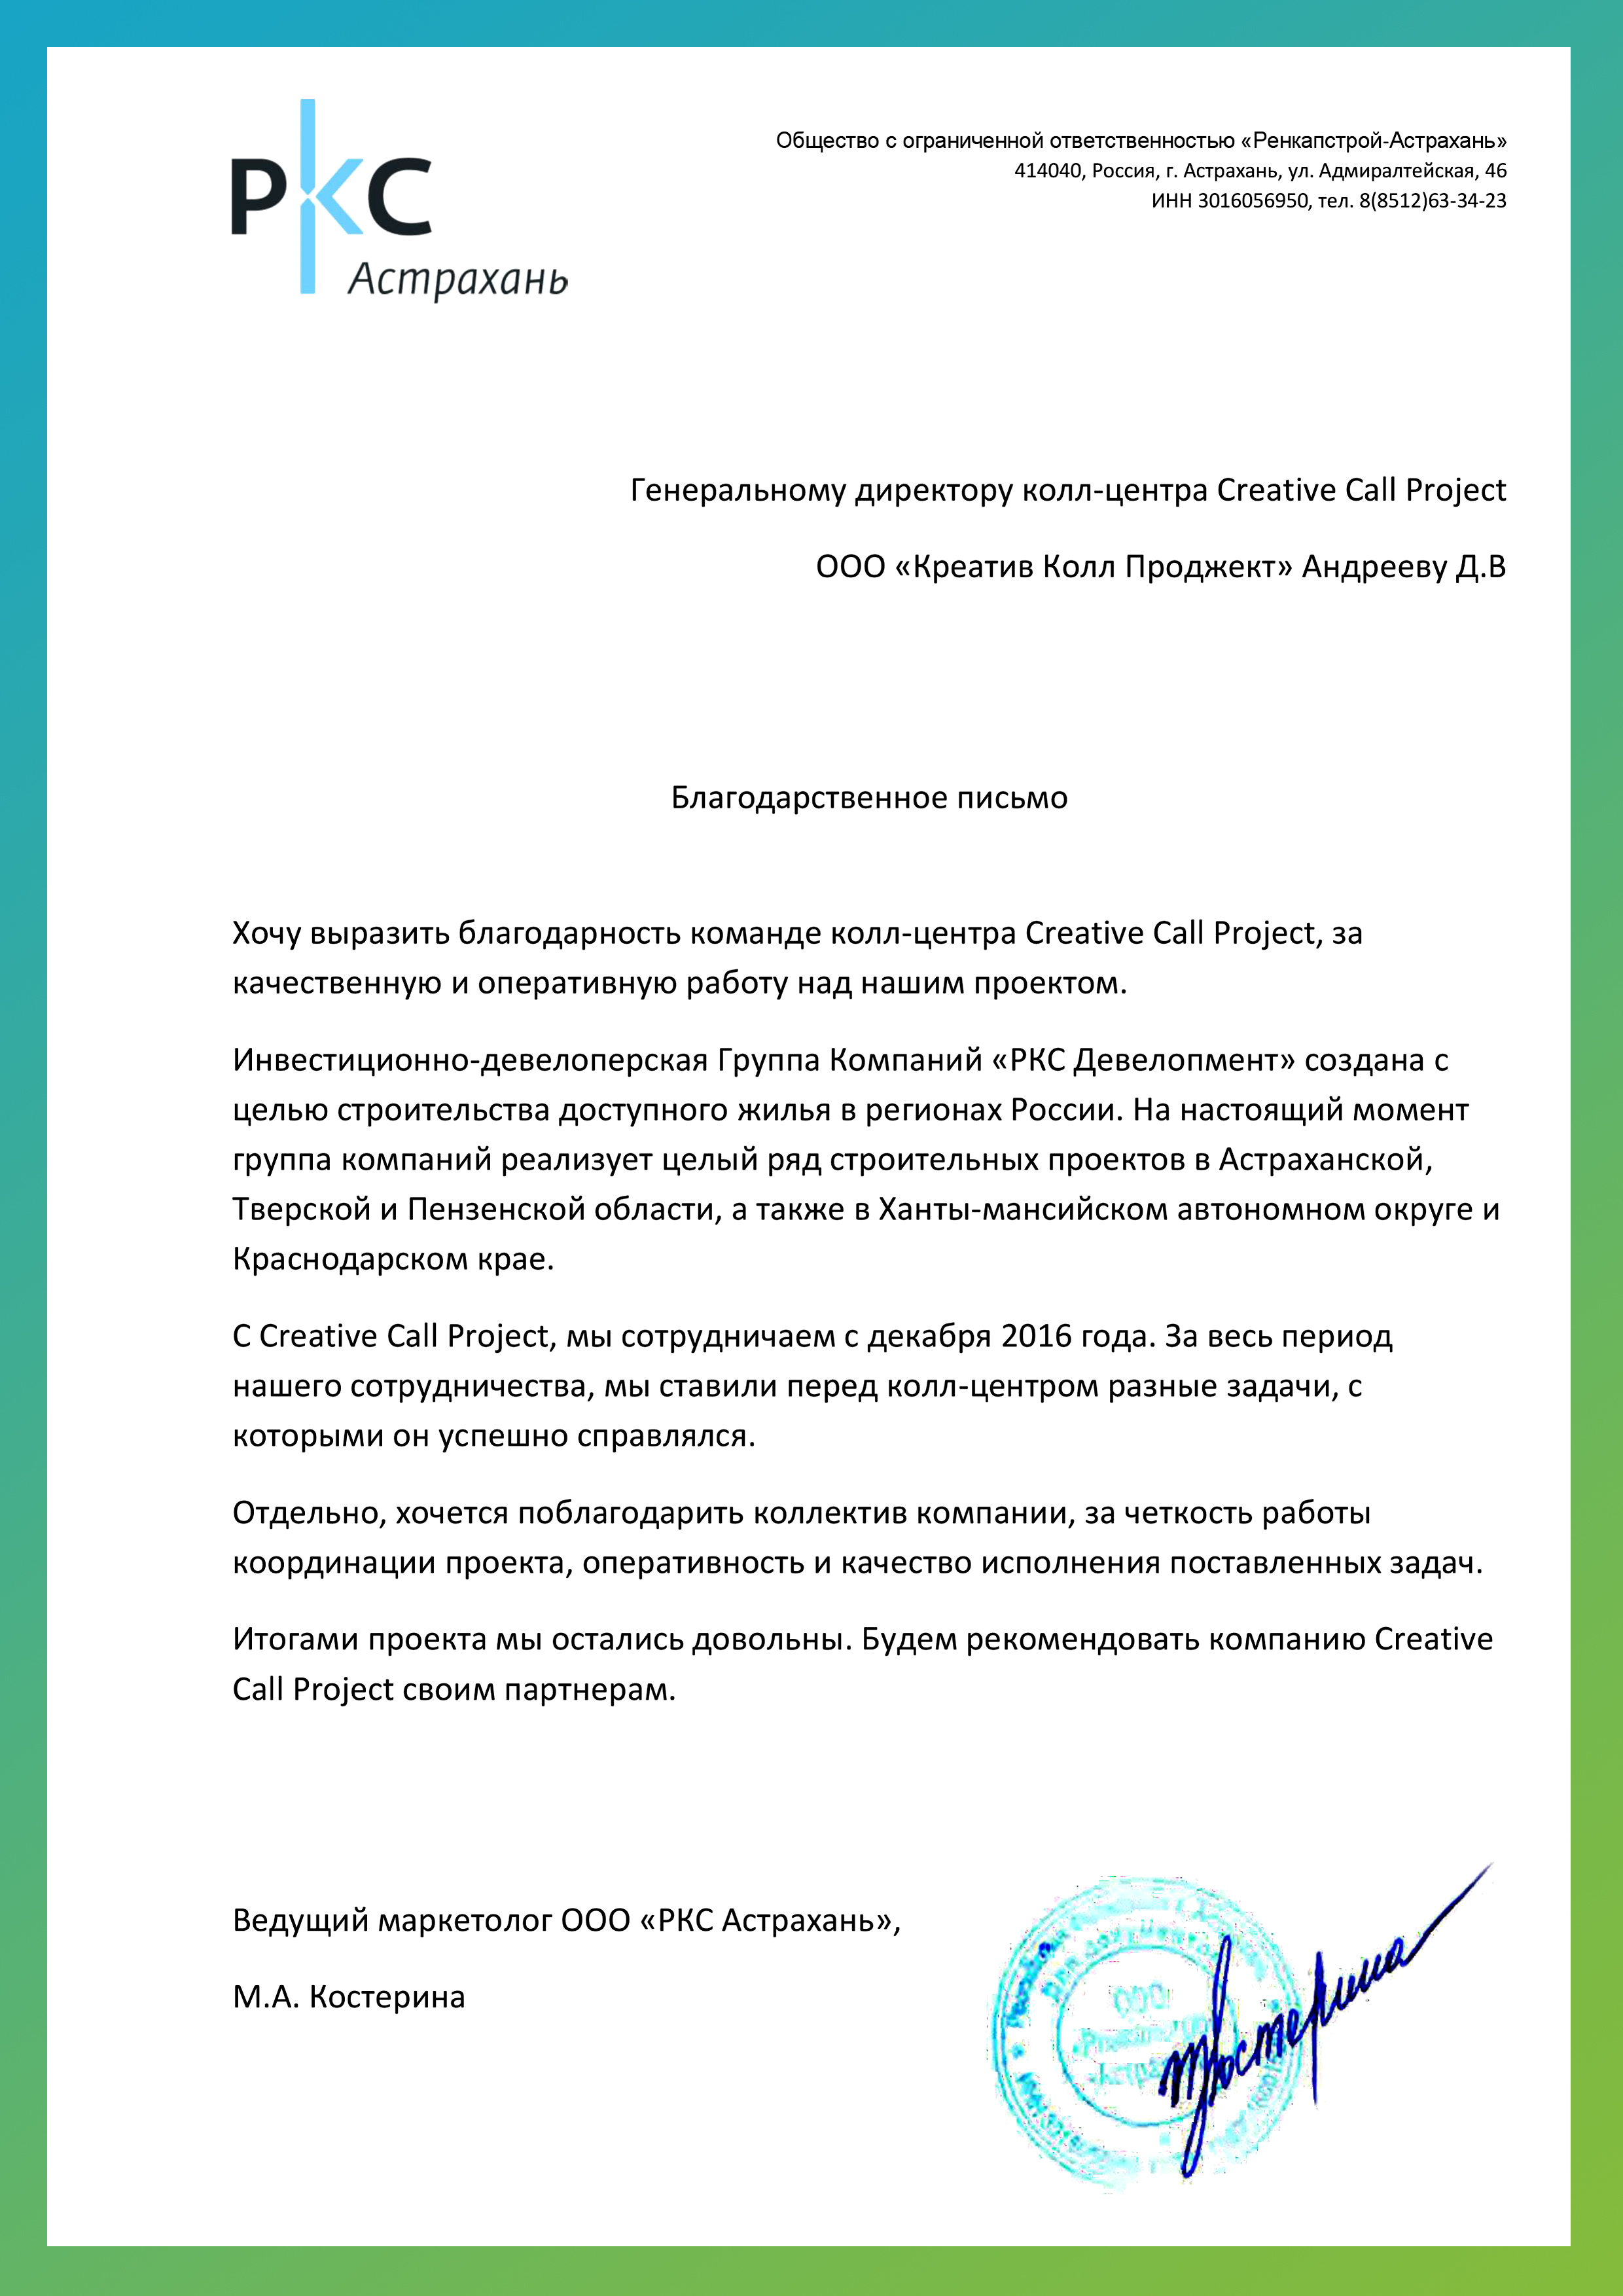 РКС
Астрахань
Общество с ограниченной ответственностью «Ренкапстрой-Астрахань»
414040, Россия, г. Астрахань, ул. Адмиралтейская, 46
ИНН 3016056950, тел. 8(8512)63-34-23
Генеральному директору колл-центра Creative Call Project
ООО «Креатив Колл Проджект» Андрееву Д.В
Благодарственное письмо
Хочу выразить благодарность команде колл-центра Creative Call Project, за
качественную и оперативную работу над нашим проектом.
Инвестиционно-девелоперская Группа Компаний «РКС Девелопмент» создана с
целью строительства доступного жилья в регионах России. На настоящий момент
группа компаний реализует целый ряд строительных проектов в Астраханской,
Тверской и Пензенской области, а также в Ханты-мансийском автономном округе и
Краснодарском крае.
С Creative Call Project, мы сотрудничаем с декабря 2016 года. За весь период
нашего сотрудничества, мы ставили перед колл-центром разные задачи, с
которыми он успешно справлялся.
Отдельно, хочется поблагодарить коллектив компании, за четкость работы
координации проекта, оперативность и качество исполнения поставленных задач.
Итогами проекта мы остались довольны. Будем рекомендовать компанию Creative
Call Project своим партнерам.
Ведущий маркетолог ООО «РКС Астрахань»,
М.А. Костерина
ООО
Костерина